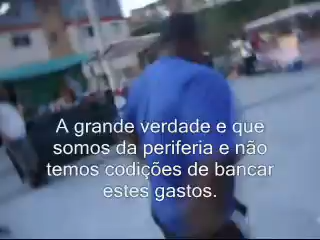 A grande verdade e que
somos da periferia e não
temos codições de bancar
estes gastos.